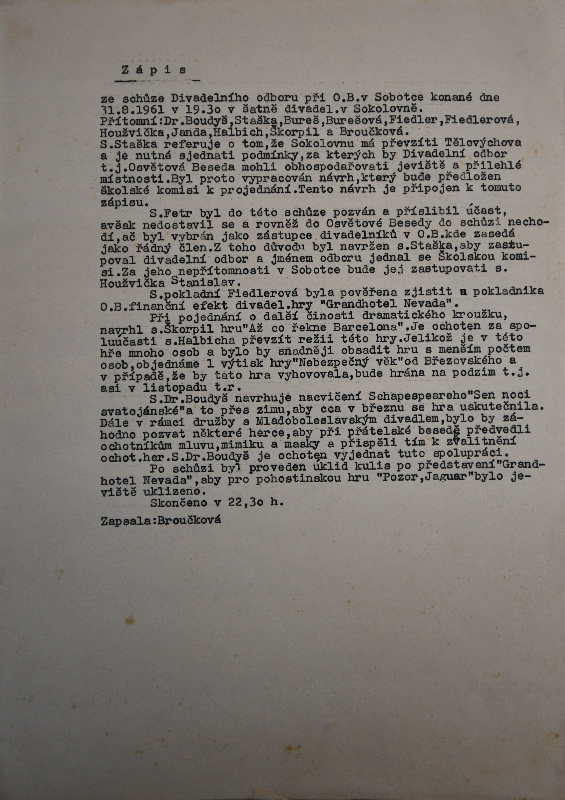 Z á p i s
ze schůze Divadelního odboru při O.B.v Sobotce konané dne
31.8.1961 v 19.3o v šatně divadel.v Sokolovně.
Přítomní:Dr.Boudyš,Staška,Bureš,Burešová,Fiedler,Fiedlerová,
Houžvička,Janda,Halbich,Škorpil a Broučková.
S.Staška referuje o tom,že Sokolovnu má převzíti Tělovýchova
a je nutné sjednati podmínky,za kterých by Divadelní odbor
t.j.Osvětová Beseda mohli obhospodařovati jeviště a přilehlé
místnosti.Byl proto vypracován návrh,který bude předložen
školské komisi k projednání.Tento návrh je připojen k tomuto
zápisu.
S.Fetr byl do této schůze pozván a přislíbil účast,
avšak nedostavil se a rovněž do Osvětové Besedy do schůzí necho-
dí,ač byl vybrán jako zástupce divadelníků v O.B.kde zasedá
jako řádný člen.Z toho důvodu byl navržen s.Staška,aby zastu-
poval divadelní odbor a jménem odboru jednal se Školskou komi-
si.Za jeho nepřítomnosti v Sobotce bude jej zastupovati s.
Houžvička Stanislav.
S.pokladní Fiedlerová byla pověřena zjistit u pokladníka
O.B.finanční efekt divadel.hry "Grandhotel Nevada".
Při pojednání o další činosti dramatického kroužku,
navrhl s.Škorpil hru"Až co řekne Barcelona".Je ochoten za spo-
luúčasti s.Halbicha převzít režii této hry.Jelikož je v této
hře mnoho osob a bylo by snadněji obsadit hru s menším počtem
osob,objednáme 1 výtisk hry"Nebezpečný věk"od Březovského a
v případě,že by tato hra vyhovovala,bude hrána na podzim t.j.
asi v listopadu t.r.
S.Dr.Boudyš navrhuje nacvičení Schapespeareho"Sen noci
svatojánské"a to přes zimu,aby cca v březnu se hra uskutečnila.
Dále v rámci družby s Mladoboleslavským divadlem,bylo by zá-
hodno pozvat některé herce,aby při přátelské besedě předvedli
ochotníkům mluvu,mimiku a masky a přispěli tím k zvalitnění
ochot.her.S.Dr.Boudyš je ochoten vyjednat tuto spolupráci.
Po schůzi byl proveden úklid kulis po představení"Grand-
hotel Nevada",aby pro pohostinskou hru "Pozor,Jaguar"bylo je-
viště uklizeno.
Skončeno v 22,3o h.
Zapsala:Broučková